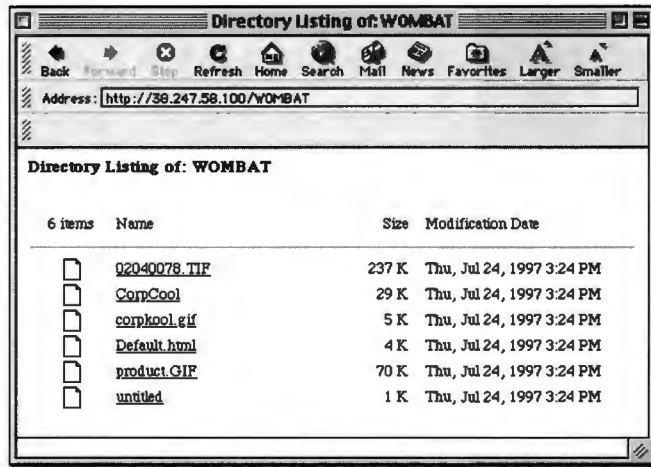 Directory Listing of: WOMBAT
Back Forward Stop Refresh Home Search Mail News Favorites Larger Smaller
Address: http://38.247.58.100/WOMBAT
Directory Listing of: WOMBAT
6 items Name Size Modification Date
02040078.TIF 237 K Thu, Jul 24, 1997 3:24 PM
CorpCool 29 K Thu, Jul 24, 1997 3:24 PM
corpkool.gif 5 K Thu, Jul 24, 1997 3:24 PM
Default.html 4 K Thu, Jul 24, 1997 3:24 PM
product.GIF 70 K Thu, Jul 24, 1997 3:24 PM
untitled 1 K Thu, Jul 24, 1997 3:24 PM